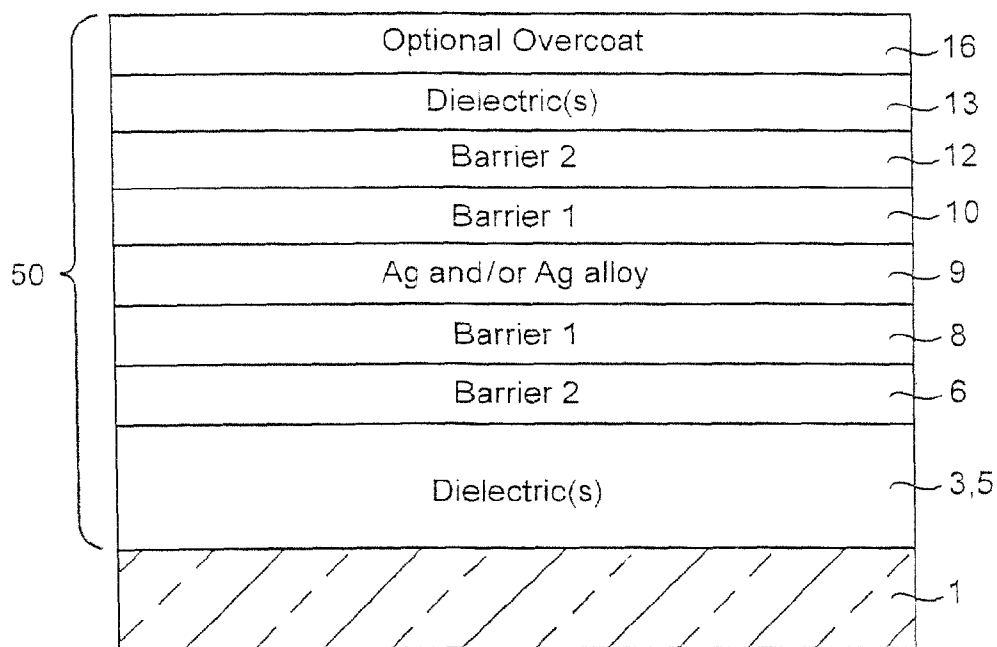 Optional Overcoat 16
Dielectric(s) 13
Barrier 2 12
Barrier 1 10
50 Ag and/or Ag alloy 9
Barrier 1 8
Barrier 2 6
Dielectric(s) 3,5
1